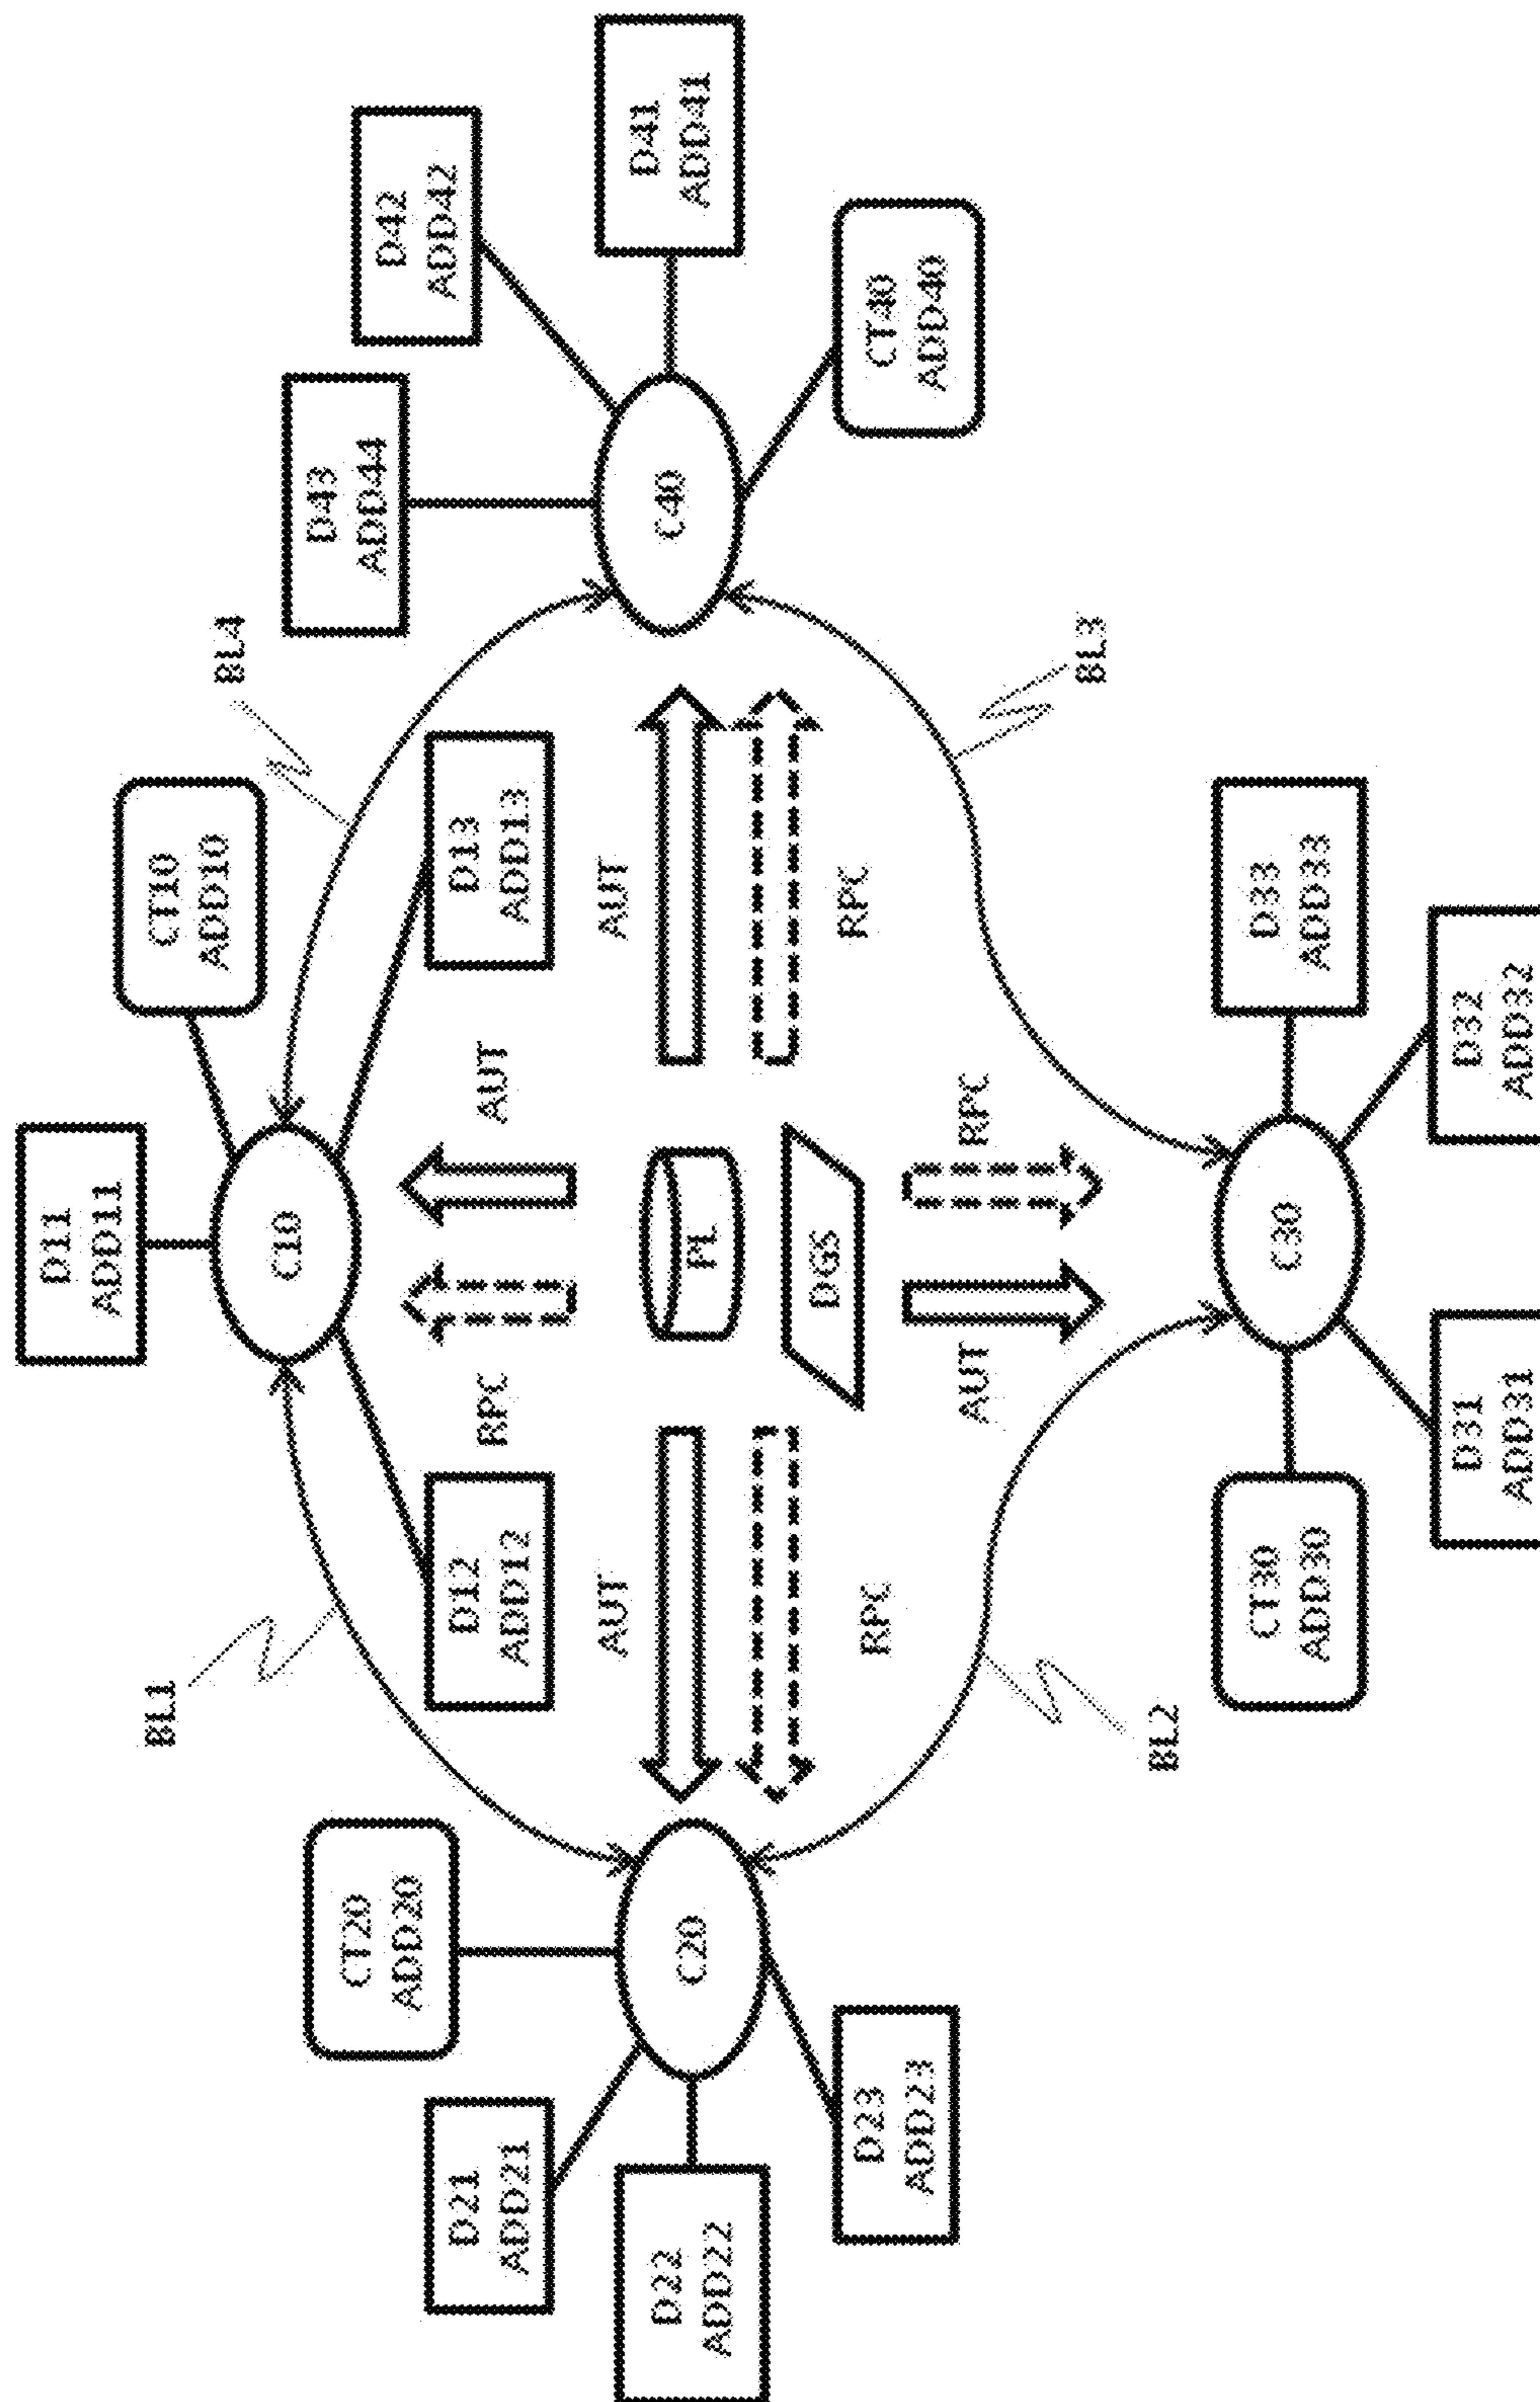 D11
ADD11
CT10
ADD10
BL1
BL4
C10
D43
ADD44
D42
ADD42
CT20
ADD20
D12
ADD12
D13
ADD13
RPC
AUT
D21
ADD21
AUT
AUT
D22
ADD22
C20
PL
C40
D41
ADD41
DGS
RPC
RPC
D23
ADD23
CT40
ADD40
AUT
RPC
BL2
BL3
CT30
ADD30
C30
D33
ADD33
D31
ADD31
D32
ADD32